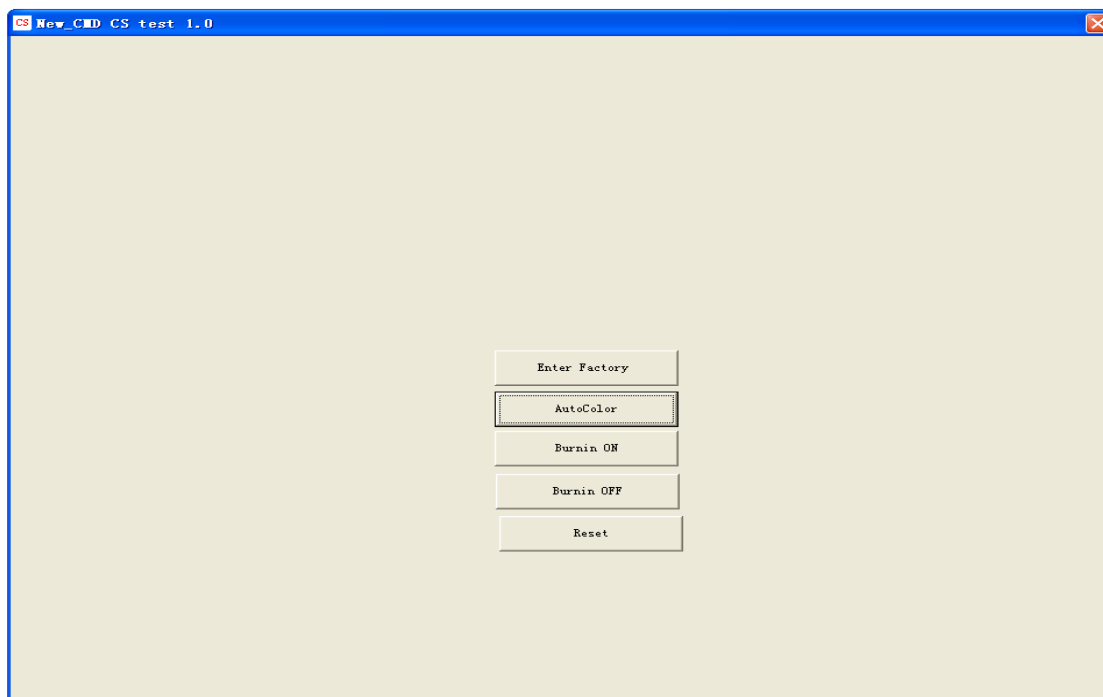 CS New_CMD CS test 1.0
Enter Factory
AutoColor
Burnin ON
Burnin OFF
Reset